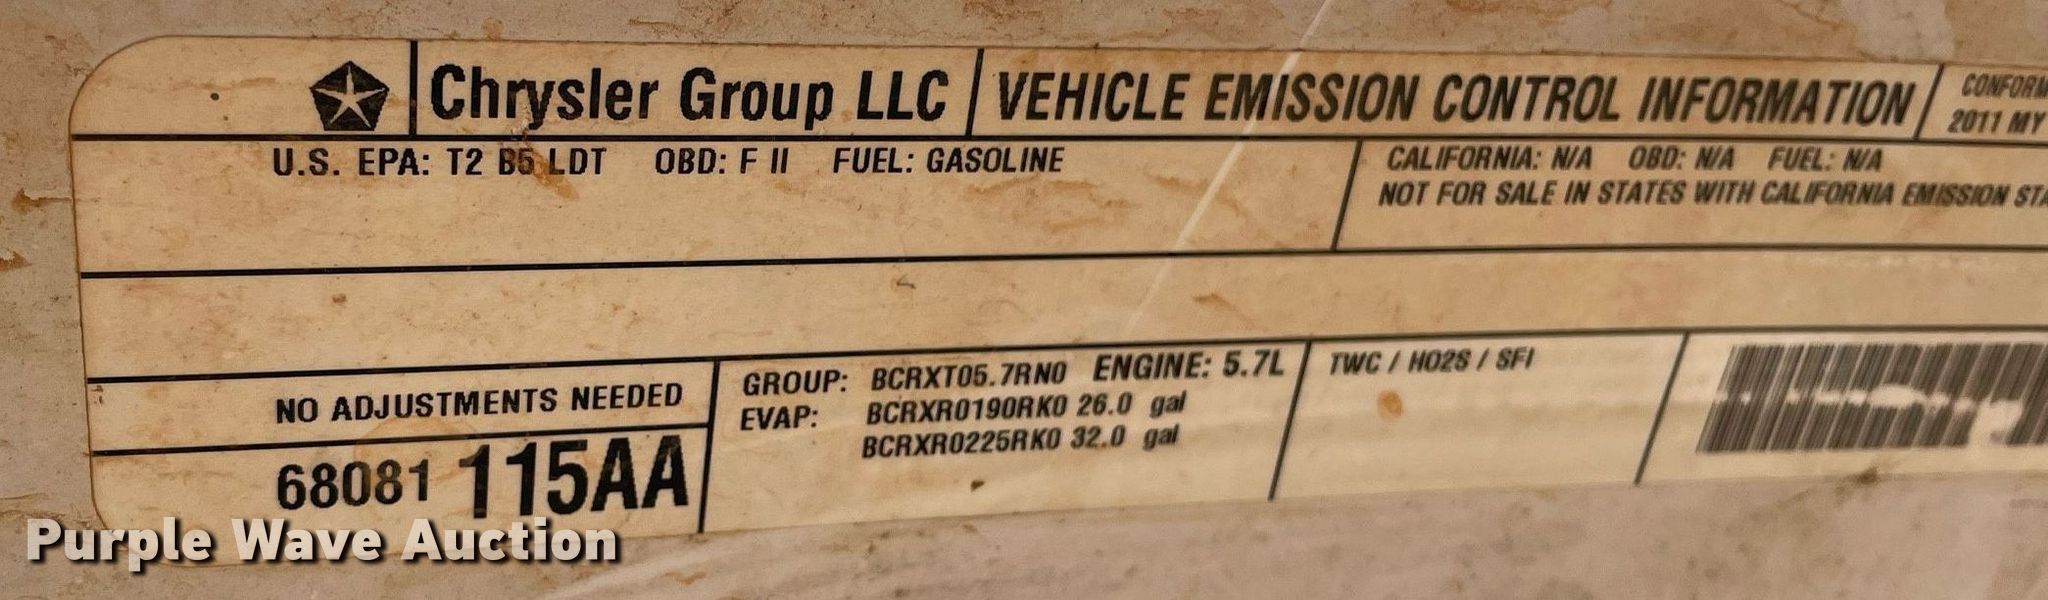 Chrysler Group LLC VEHICLE EMISSION CONTROL INFORMATION
CONFORM
2011 MY
U.S. EPA: T2 B5 LDT OBD: F II FUEL: GASOLINE
CALIFORNIA: N/A OBD: N/A FUEL: N/A
NOT FOR SALE IN STATES WITH CALIFORNIA EMISSION STA
NO ADJUSTMENTS NEEDED
68081 115AA
GROUP: BCRXT05.7RN0 ENGINE: 5.7L
EVAP: BCRXR0190RK0 26.0 gal
BCRXR0225RK0 32.0 gal
TWC / HO2S / SFI
Purple Wave Auction